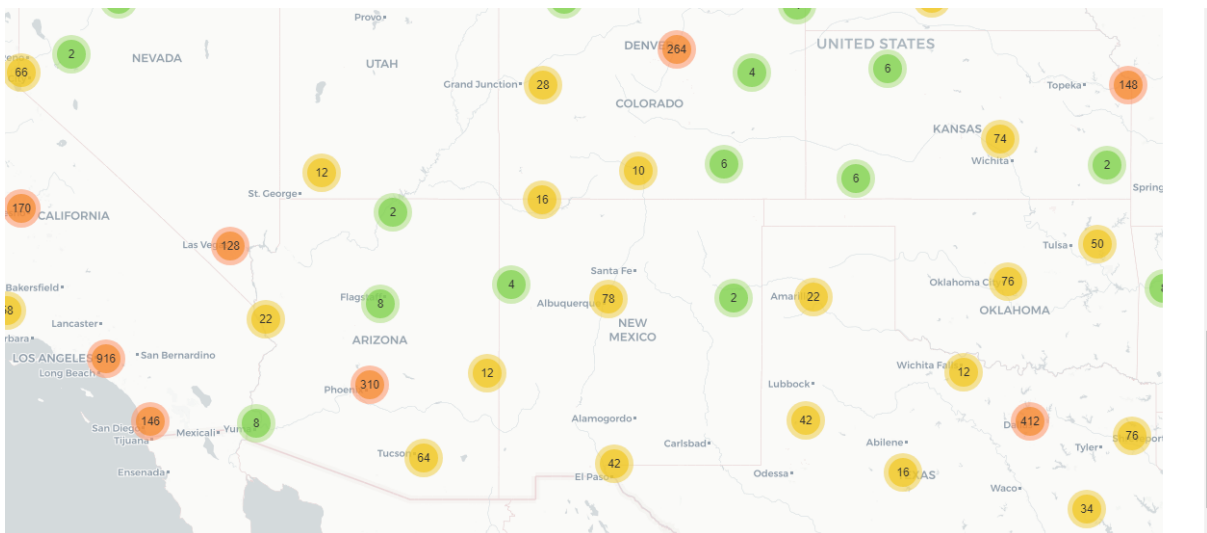 Provo
DENVER
264
UNITED STATES
2
NEVADA
UTAH
66
4
6
Grand Junction
28
COLORADO
Topeka
148
KANSAS
74
Wichita
12
10
6
6
2
St. George
16
Spring
170
CALIFORNIA
2
Las Vegas
128
Tulsa
50
Santa Fe
Bakersfield
4
Oklahoma City
76
Flagstaff
8
Albuquerque
78
2
Amarillo
22
OKLAHOMA
22
Lancaster
NEW
MEXICO
ARIZONA
LOS ANGELES
916
San Bernardino
Long Beach
12
Wichita Falls
12
Phoenix
310
Lubbock
San Diego
146
Tijuana
Mexicali
Yuma
8
Alamogordo
42
412
Carlsbad
Abilene
76
Tyler
Tucson
64
42
El Paso
Ensenada
Odessa
16
TEXAS
Waco
34